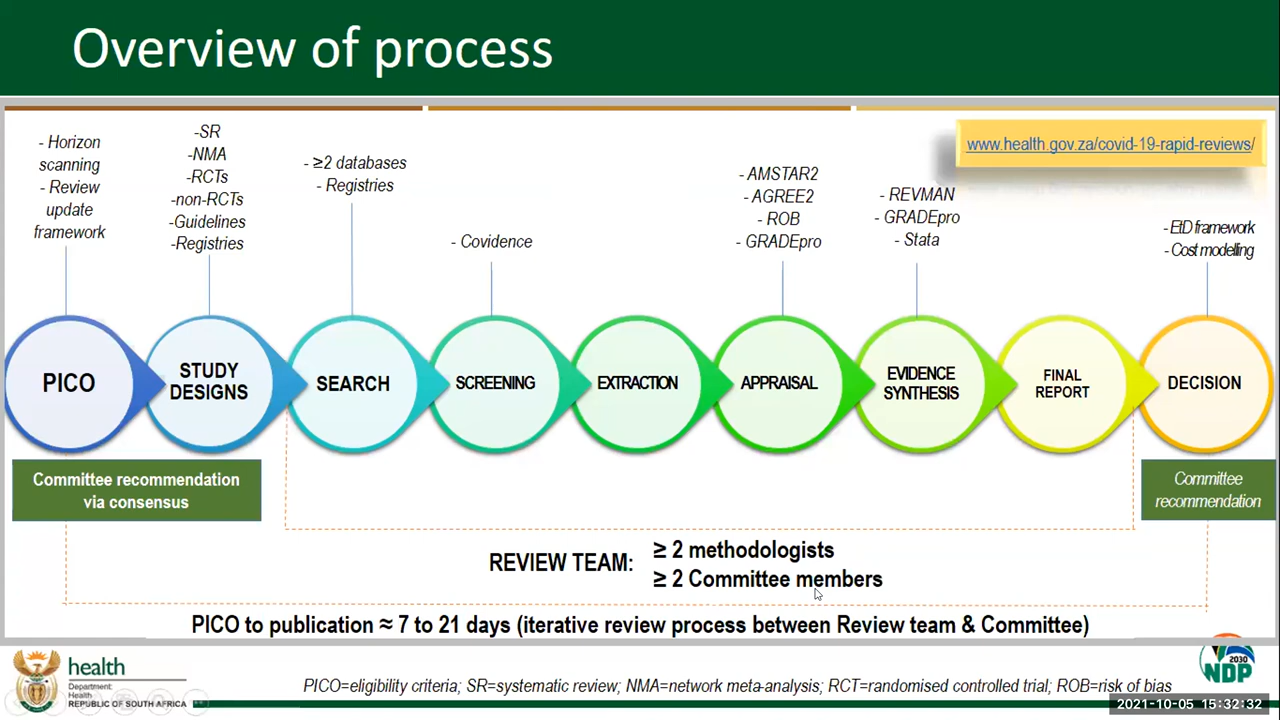 Overview of process
- Horizon
scanning
- Review
update
framework
-SR
-NMA
-RCTs
-non-RCTs
-Guidelines
-Registries
- ≥2 databases
- Registries
- Covidence
- AMSTAR2
- AGREE2
- ROB
- GRADEpro
- REVMAN
- GRADEpro
- Stata
www.health.gov.za/covid-19-rapid-reviews/
- EtD framework
- Cost modelling
PICO
STUDY
DESIGNS
SEARCH
SCREENING
EXTRACTION
APPRAISAL
EVIDENCE
SYNTHESIS
FINAL
REPORT
DECISION
Committee recommendation
via consensus
Committee
recommendation
REVIEW TEAM:
≥ 2 methodologists
≥ 2 Committee members
PICO to publication ≈ 7 to 21 days (iterative review process between Review team & Committee)
health
Department:
Health
REPUBLIC OF SOUTH AFRICA
PICO=eligibility criteria; SR=systematic review; NMA=network meta-analysis; RCT=randomised controlled trial; ROB=risk of bias
2030
NDP
2021-10-05 15:32:32